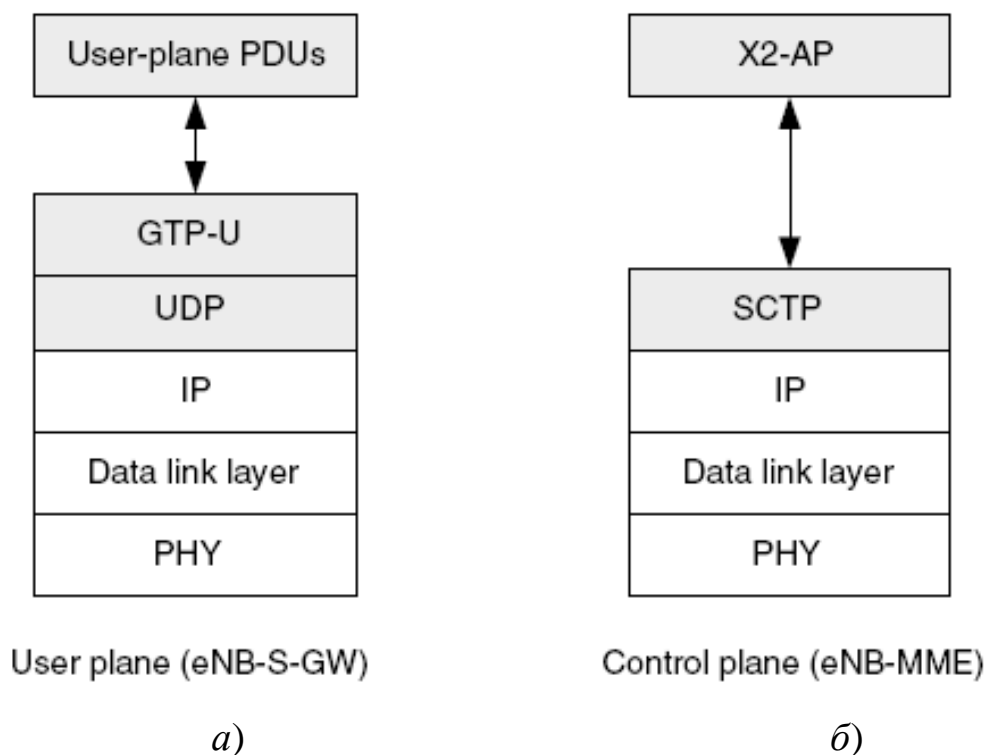 User-plane PDUs
GTP-U
UDP
IP
Data link layer
PHY
User plane (eNB-S-GW)
а)
X2-AP
SCTP
IP
Data link layer
PHY
Control plane (eNB-MME)
б)